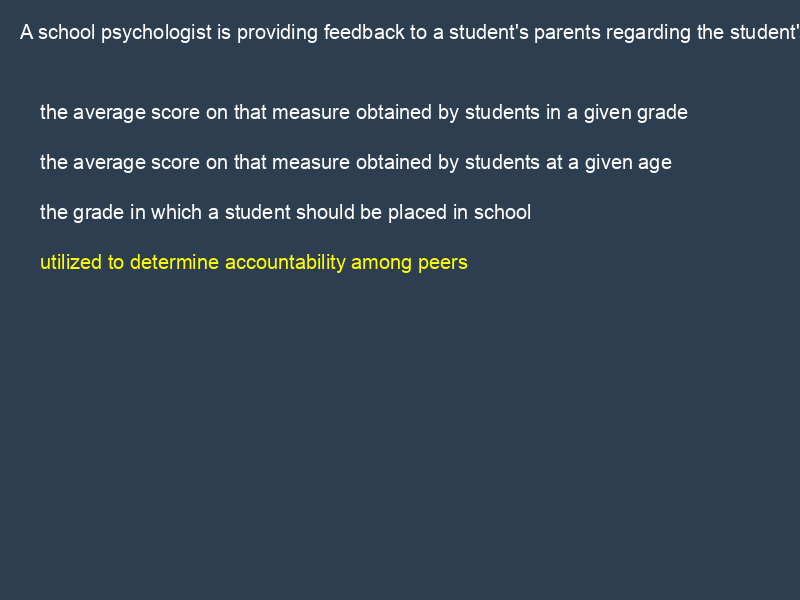 A school psychologist is providing feedback to a student's parents regarding the student'
the average score on that measure obtained by students in a given grade
the average score on that measure obtained by students at a given age
the grade in which a student should be placed in school
utilized to determine accountability among peers